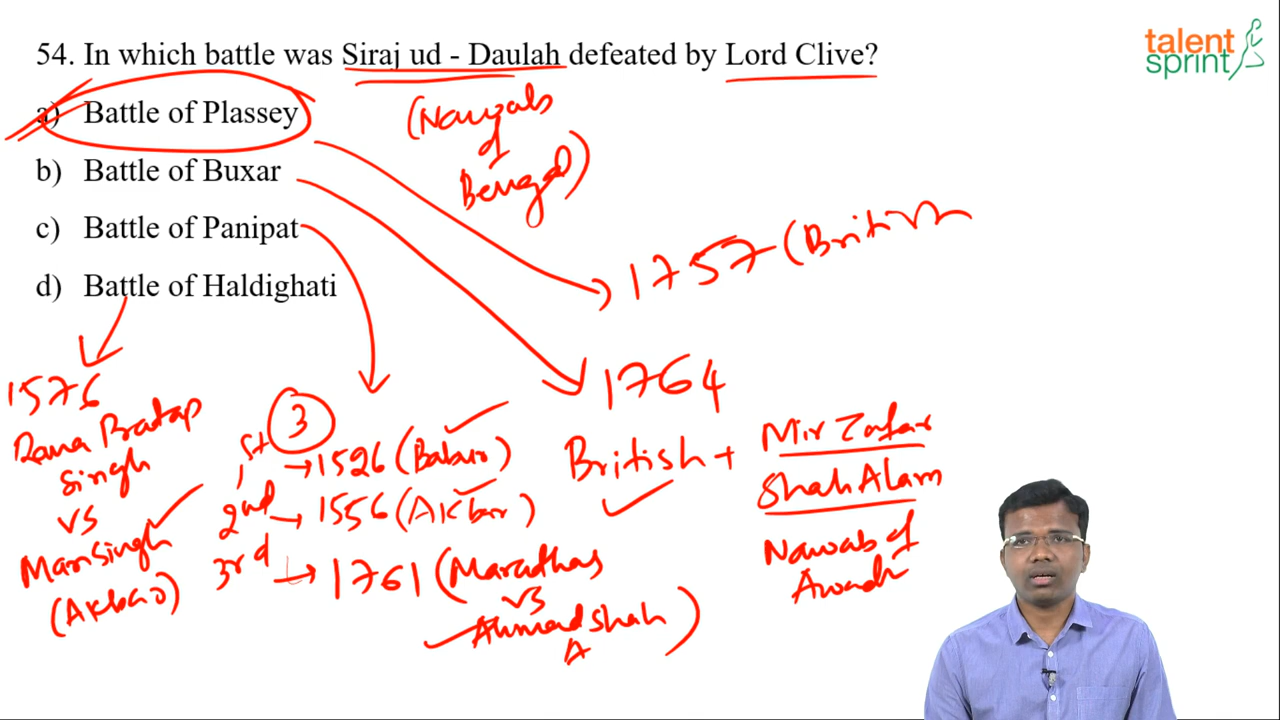 talent
sprint
54. In which battle was Siraj ud - Daulah defeated by Lord Clive?
a) Battle of Plassey
b) Battle of Buxar
c) Battle of Panipat
d) Battle of Haldighati
(Nawabs
of
Bengal)
1757 (British
1764
British +
Mir Zafar
Shah Alam
Nawab of
Awadh
1576
Rana Pratap
Singh
vs
Mansingh
(Akbar)
3
1st → 1526 (Babur)
2nd → 1556 (Akbar)
3rd → 1761 (Marathas
vs
Ahmad Shah)
A